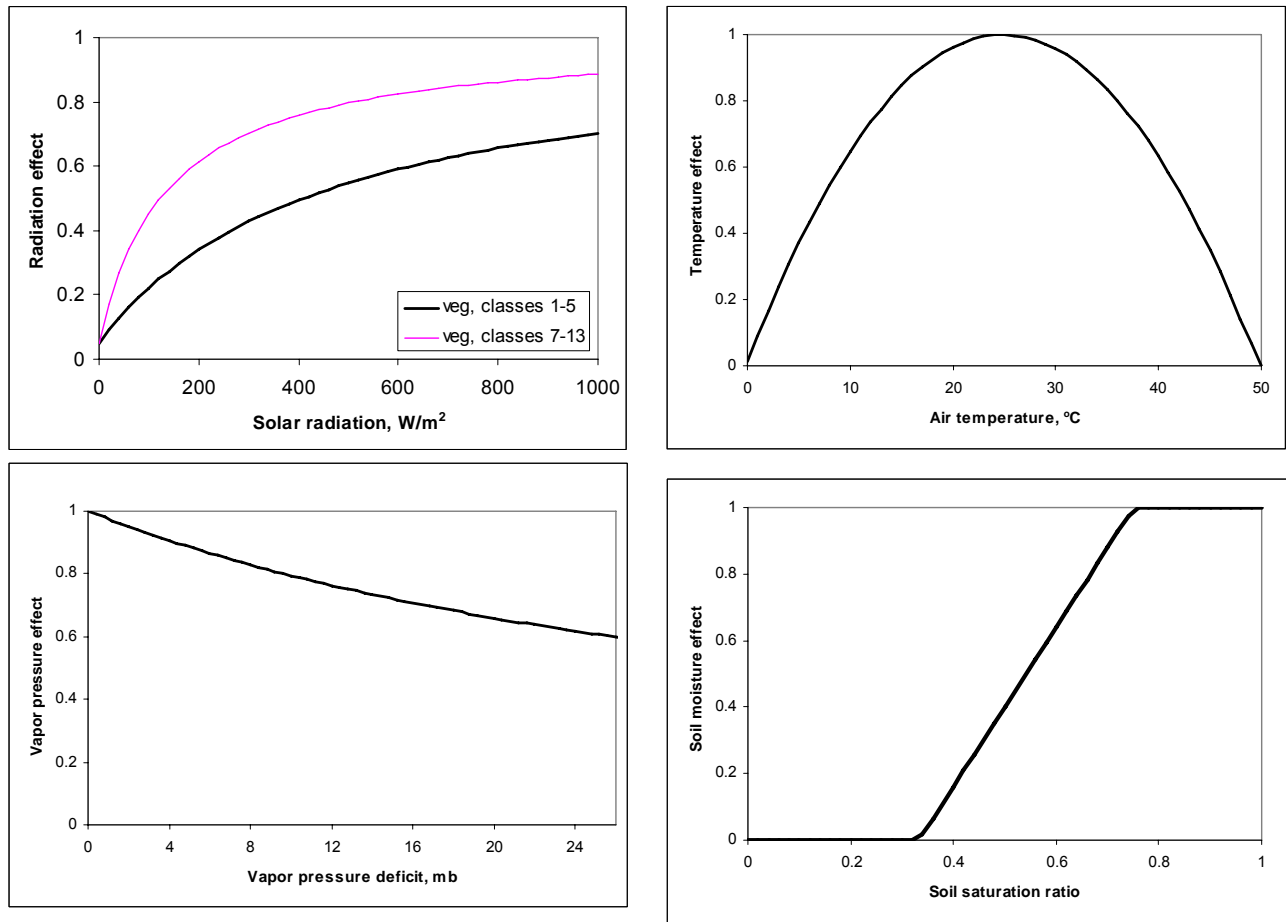 1
0.8
0.6
0.4
0.2
0
Radiation effect
0 200 400 600 800 1000
Solar radiation, W/m²
veg, classes 1-5
veg, classes 7-13
1
0.8
0.6
0.4
0.2
0
Temperature effect
0 10 20 30 40 50
Air temperature, ºC
1
0.8
0.6
0.4
0.2
0
Vapor pressure effect
0 4 8 12 16 20 24
Vapor pressure deficit, mb
1
0.8
0.6
0.4
0.2
0
Soil moisture effect
0 0.2 0.4 0.6 0.8 1
Soil saturation ratio